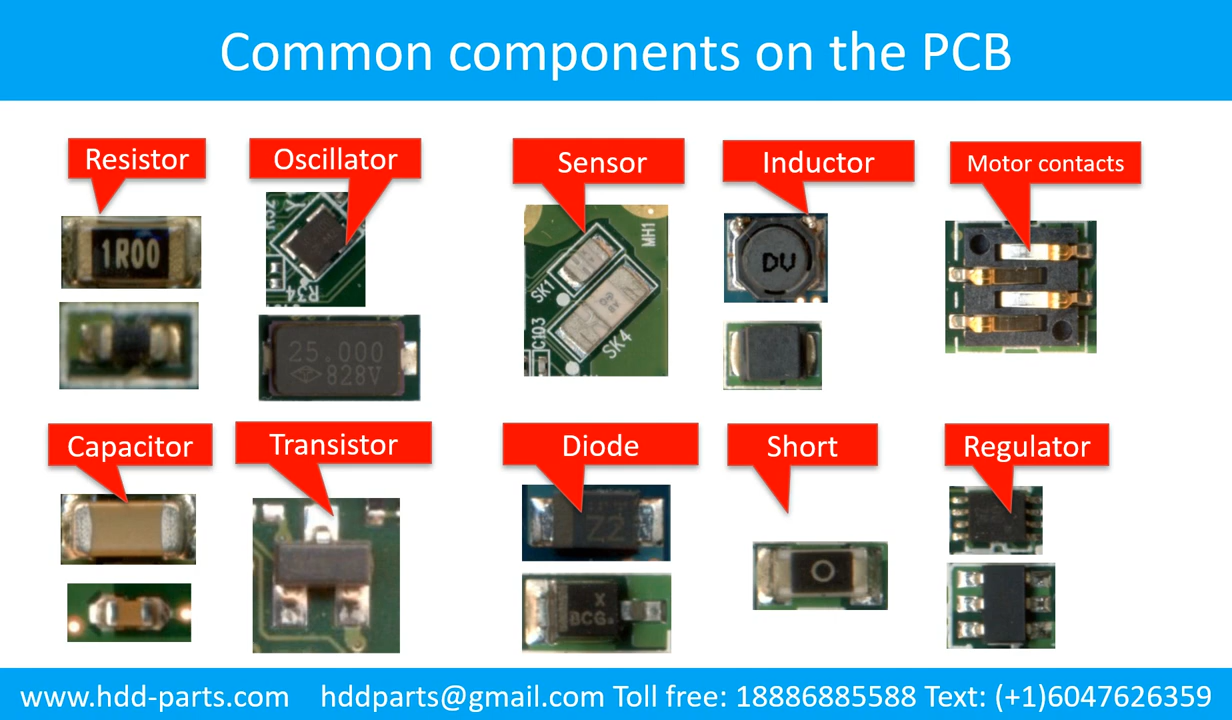 Common components on the PCB
Resistor
Oscillator
Sensor
Inductor
Motor contacts
1R00
R34
25.000
828V
MH1
SK1
SK4
C103
DV
Capacitor
Transistor
Diode
Short
Regulator
Z2
X
BCG
O
www.hdd-parts.com hddparts@gmail.com Toll free: 18886885588 Text: (+1)6047626359